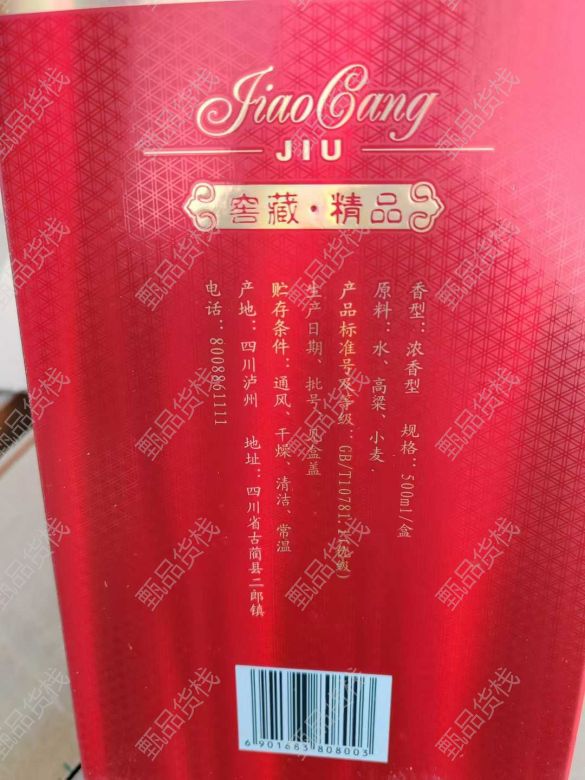 JiaoCang
JIU
窖藏·精品
香型：浓香型 规格：500ml/盒
原料：水、高粱、小麦.
产品标准号及等级：GB/T10781.1(优级)
生产日期、批号：见盒盖
贮存条件：通风、干燥、清洁、常温
产地：四川泸州 地址：四川省古蔺县二郎镇
电话：8008861111
6901683808003
甄品货栈